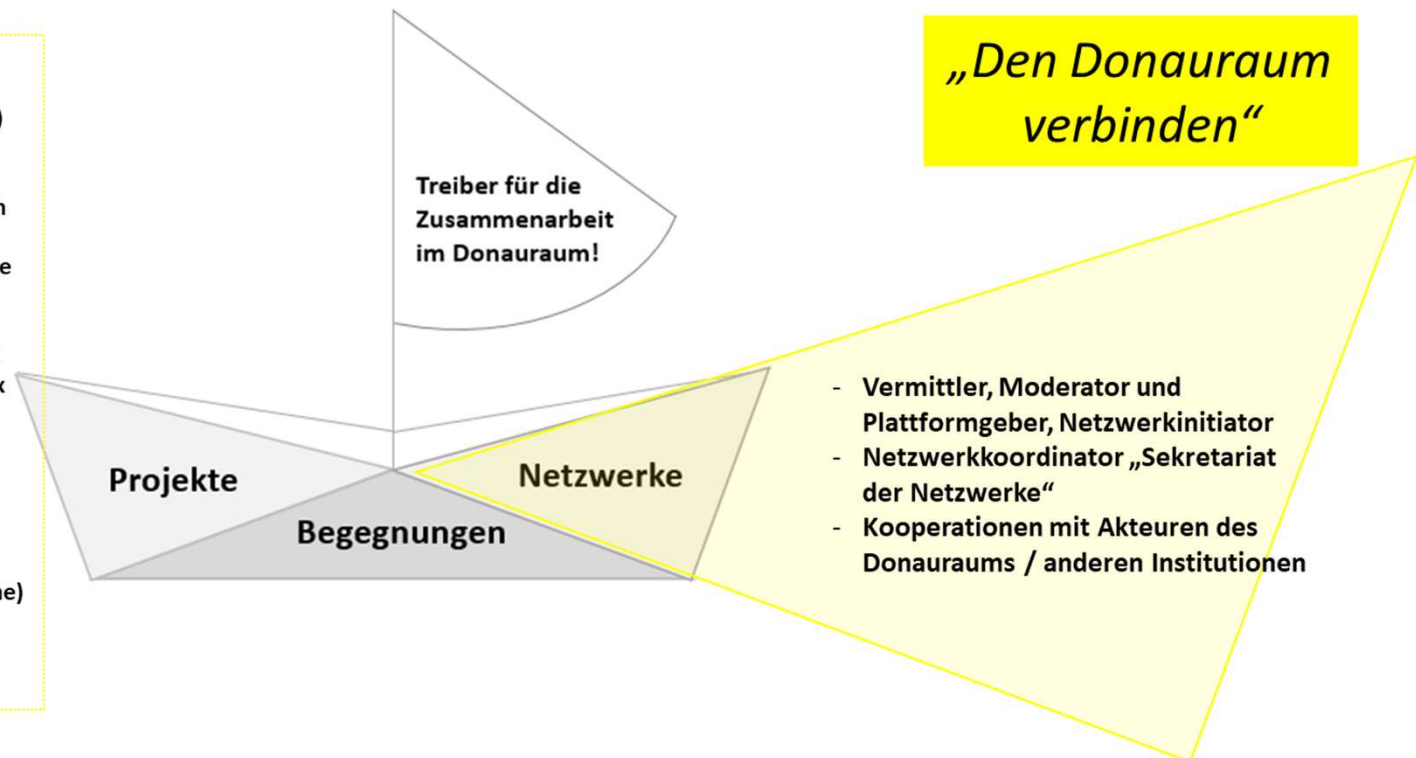 „Den Donauraum
verbinden“
Treiber für die
Zusammenarbeit
im Donauraum!
Projekte
Begegnungen
Netzwerke
- Vermittler, Moderator und
Plattformgeber, Netzwerkinitiator
- Netzwerkkoordinator „Sekretariat
der Netzwerke“
- Kooperationen mit Akteuren des
Donauraums / anderen Institutionen